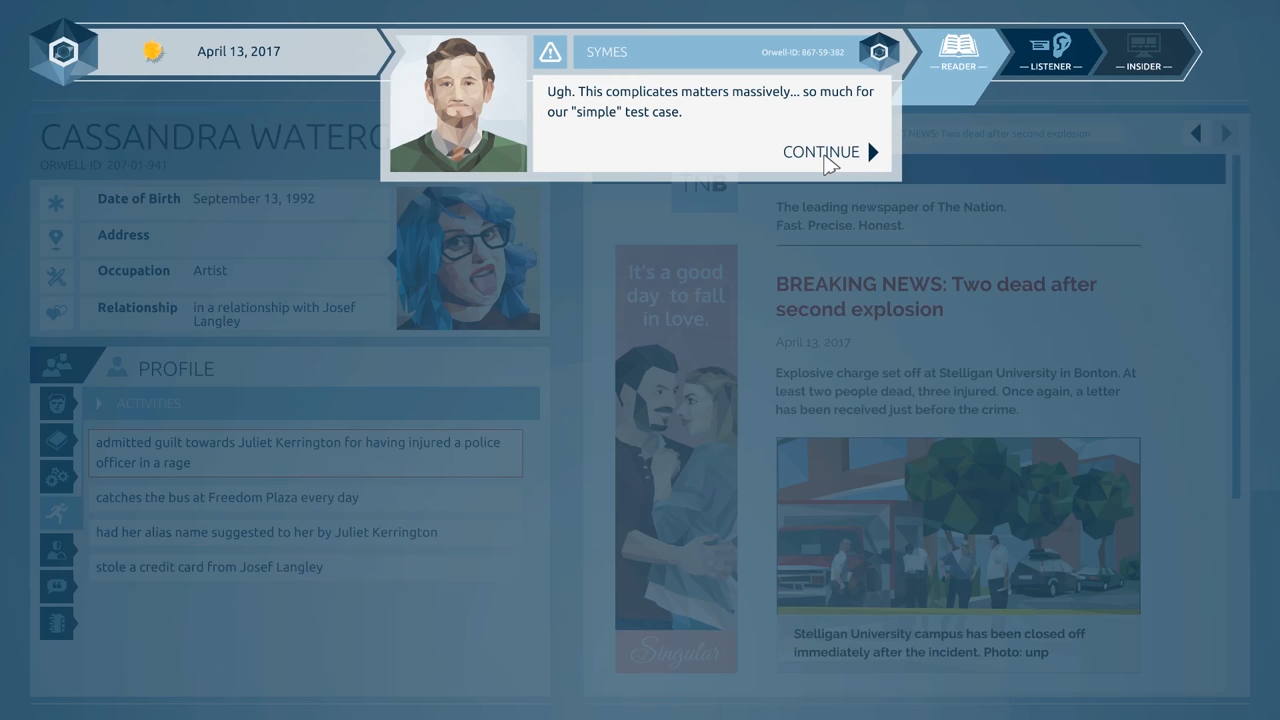 April 13, 2017
SYMES
Orwell-ID: 867-59-382
Ugh. This complicates matters massively... so much for
our "simple" test case.
CONTINUE
— READER —
— LISTENER —
— INSIDER —
CASSANDRA WATERG
ORWELL-ID 207-01-941
Date of Birth September 13, 1992
Address
Occupation Artist
Relationship in a relationship with Josef
Langley
PROFILE
ACTIVITIES
admitted guilt towards Juliet Kerrington for having injured a police
officer in a rage
catches the bus at Freedom Plaza every day
had her alias name suggested to her by Juliet Kerrington
stole a credit card from Josef Langley
NEWS: Two dead after second explosion
TNB
The leading newspaper of The Nation.
Fast. Precise. Honest.
It's a good
day to fall
in love.
Singular
BREAKING NEWS: Two dead after
second explosion
April 13, 2017
Explosive charge set off at Stelligan University in Bonton. At
least two people dead, three injured. Once again, a letter
has been received just before the crime.
Stelligan University campus has been closed off
immediately after the incident. Photo: unp